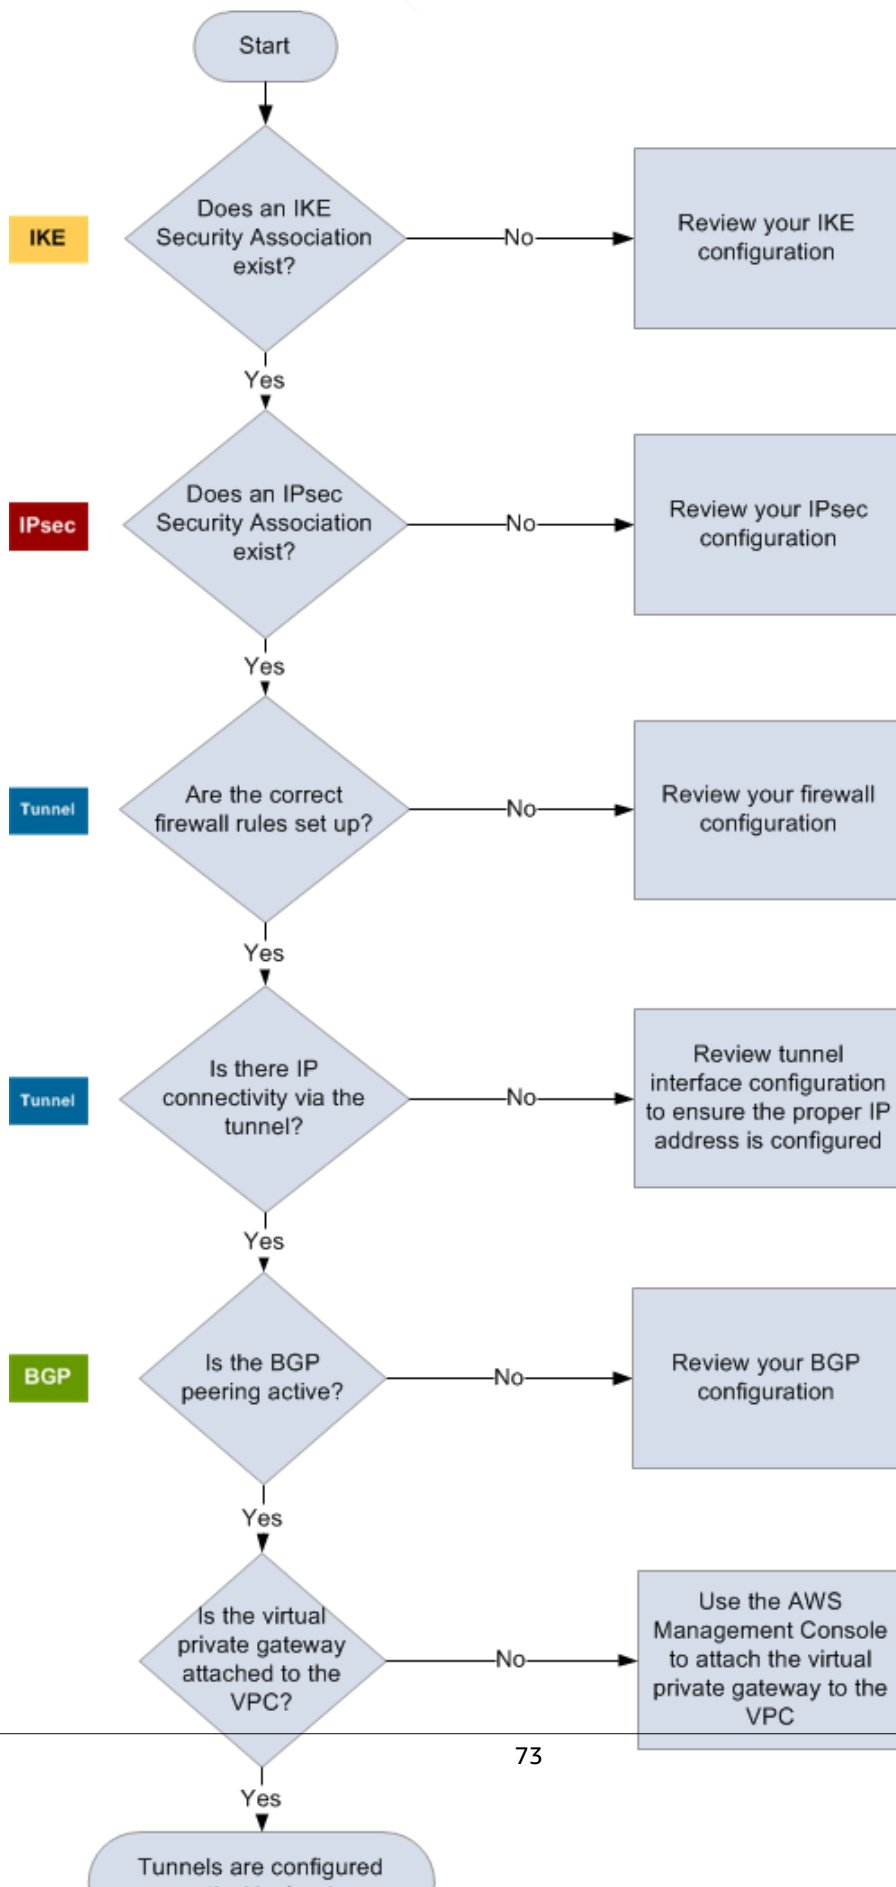 Start
Does an IKE
Security Association
exist?
IKE
No
Review your IKE
configuration
Yes
Does an IPsec
Security Association
exist?
IPsec
No
Review your IPsec
configuration
Yes
Are the correct
firewall rules set up?
Tunnel
No
Review your firewall
configuration
Yes
Is there IP
connectivity via the
tunnel?
Tunnel
No
Review tunnel
interface configuration
to ensure the proper IP
address is configured
Yes
Is the BGP
peering active?
BGP
No
Review your BGP
configuration
Yes
Is the virtual
private gateway
attached to the
VPC?
No
Use the AWS
Management Console
to attach the virtual
private gateway to the
VPC
73
Yes
Tunnels are configured